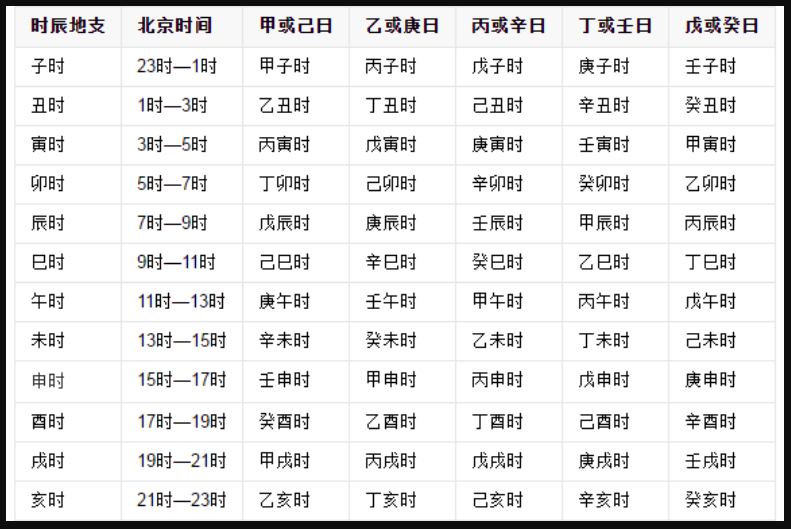 时辰地支 北京时间 甲或己日 乙或庚日 丙或辛日 丁或壬日 戊或癸日
子时 23时—1时 甲子时 丙子时 戊子时 庚子时 壬子时
丑时 1时—3时 乙丑时 丁丑时 己丑时 辛丑时 癸丑时
寅时 3时—5时 丙寅时 戊寅时 庚寅时 壬寅时 甲寅时
卯时 5时—7时 丁卯时 己卯时 辛卯时 癸卯时 乙卯时
辰时 7时—9时 戊辰时 庚辰时 壬辰时 甲辰时 丙辰时
巳时 9时—11时 己巳时 辛巳时 癸巳时 乙巳时 丁巳时
午时 11时—13时 庚午时 壬午时 甲午时 丙午时 戊午时
未时 13时—15时 辛未时 癸未时 乙未时 丁未时 己未时
申时 15时—17时 壬申时 甲申时 丙申时 戊申时 庚申时
酉时 17时—19时 癸酉时 乙酉时 丁酉时 己酉时 辛酉时
戌时 19时—21时 甲戌时 丙戌时 戊戌时 庚戌时 壬戌时
亥时 21时—23时 乙亥时 丁亥时 己亥时 辛亥时 癸亥时